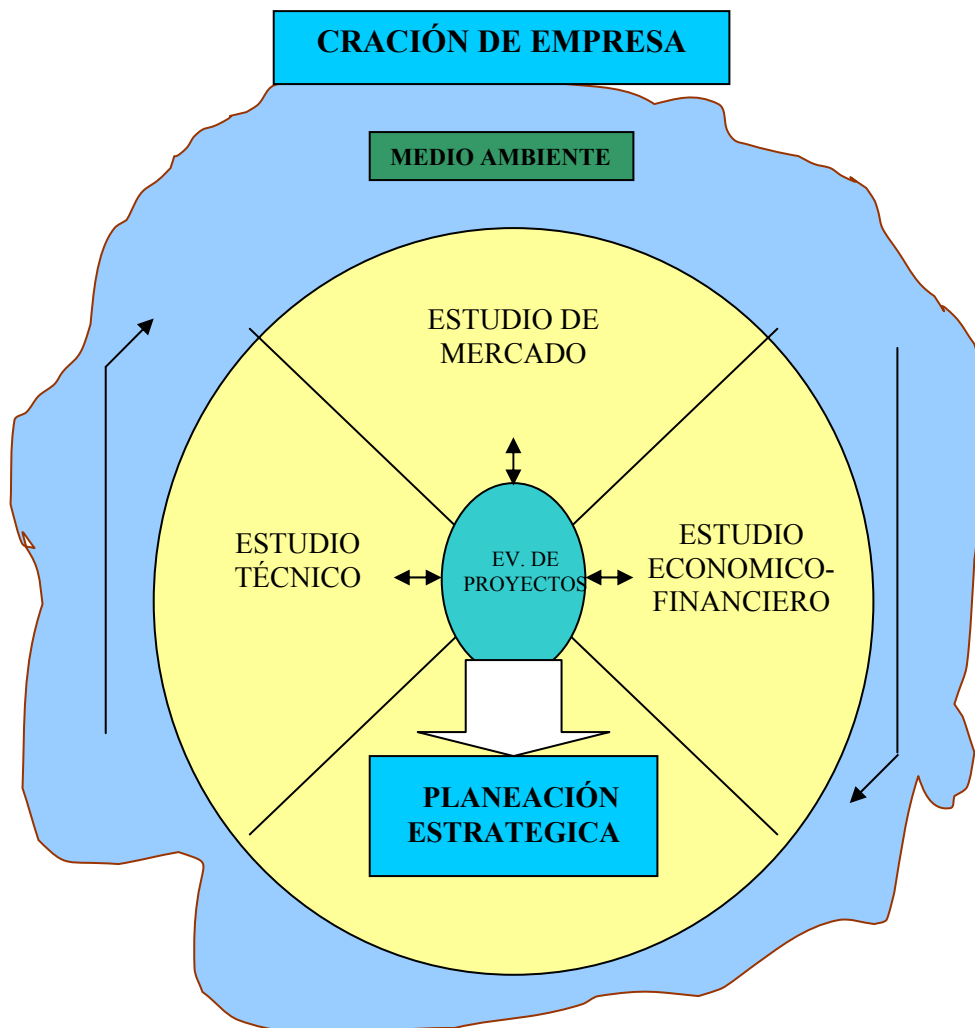 CRACIÓN DE EMPRESA
MEDIO AMBIENTE
ESTUDIO DE
MERCADO
ESTUDIO
TÉCNICO
EV. DE
PROYECTOS
ESTUDIO
ECONOMICO-
FINANCIERO
PLANEACIÓN
ESTRATEGICA